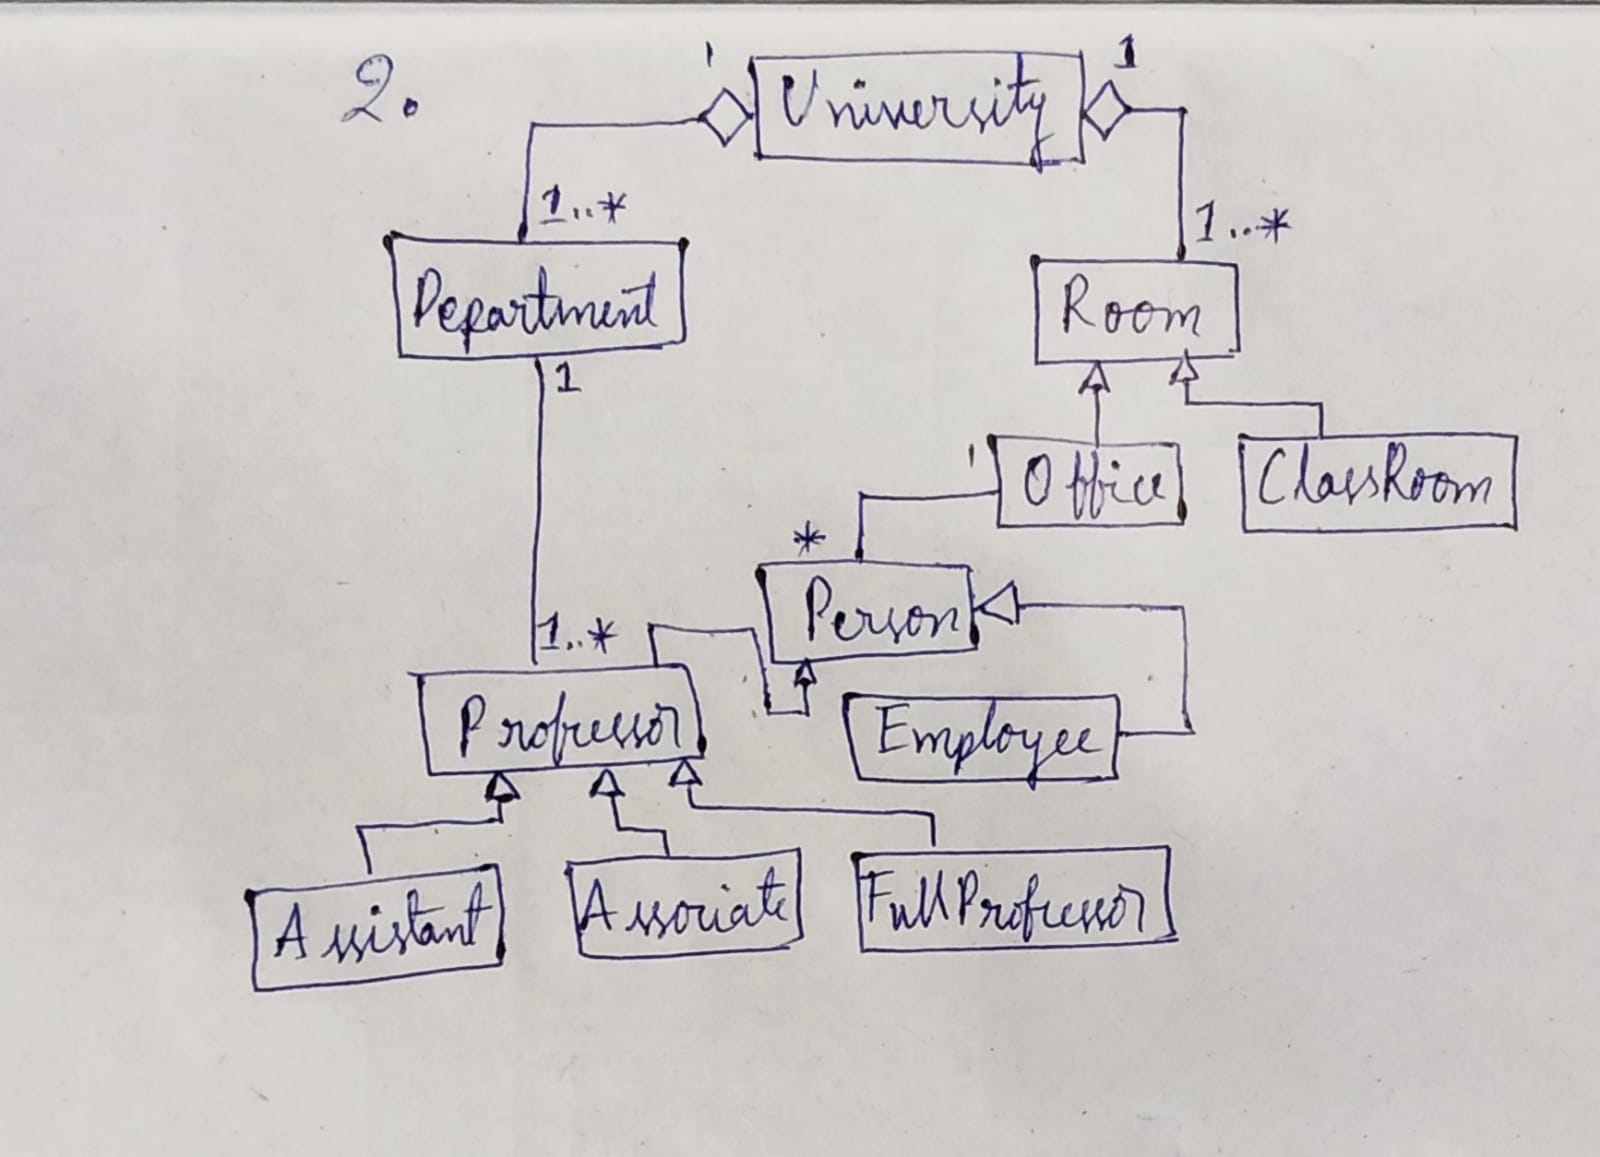 2.
1 University 1
1..*
1..*
Department
Room
1
1 Office
ClassRoom
*
Person
1..*
Professor
Employee
Assistant
Associate
FullProfessor